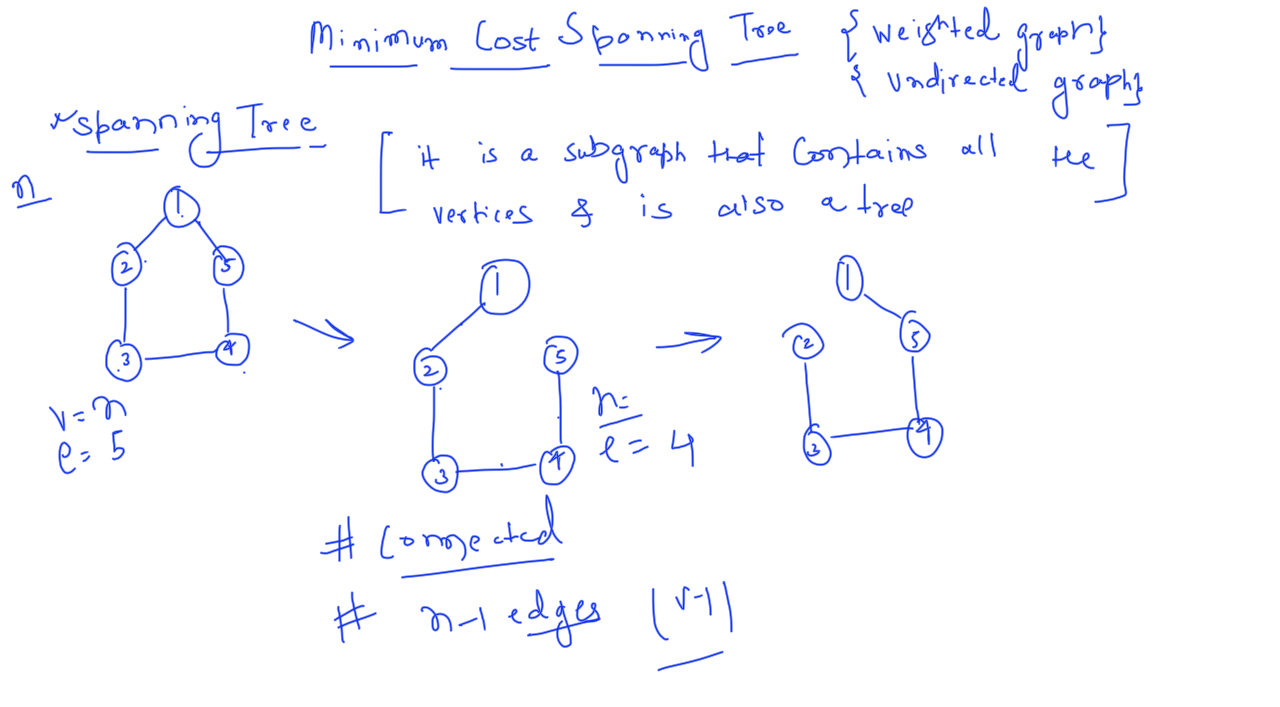 Minimum Cost Spanning Tree { weighted graph}
{ undirected graph}
spanning Tree
[ it is a subgraph that contains all the ]
vertices & is also a tree
n
1
2 5
3 4
v = n
e = 5
1
2 5
3 4
n =
e = 4
1
2 5
3 4
# Connected
# n-1 edges (v-1)